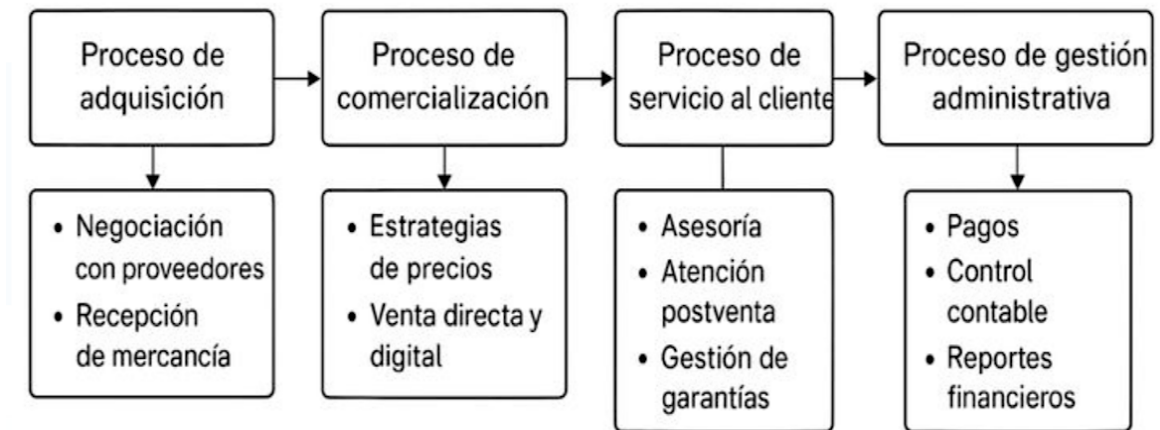 Proceso de
adquisición
Proceso de
comercialización
Proceso de
servicio al cliente
Proceso de gestión
administrativa
• Negociación
con proveedores
• Recepción
de mercancía
• Estrategias
de precios
• Venta directa y
digital
• Asesoría
• Atención
postventa
• Gestión de
garantías
• Pagos
• Control
contable
• Reportes
financieros